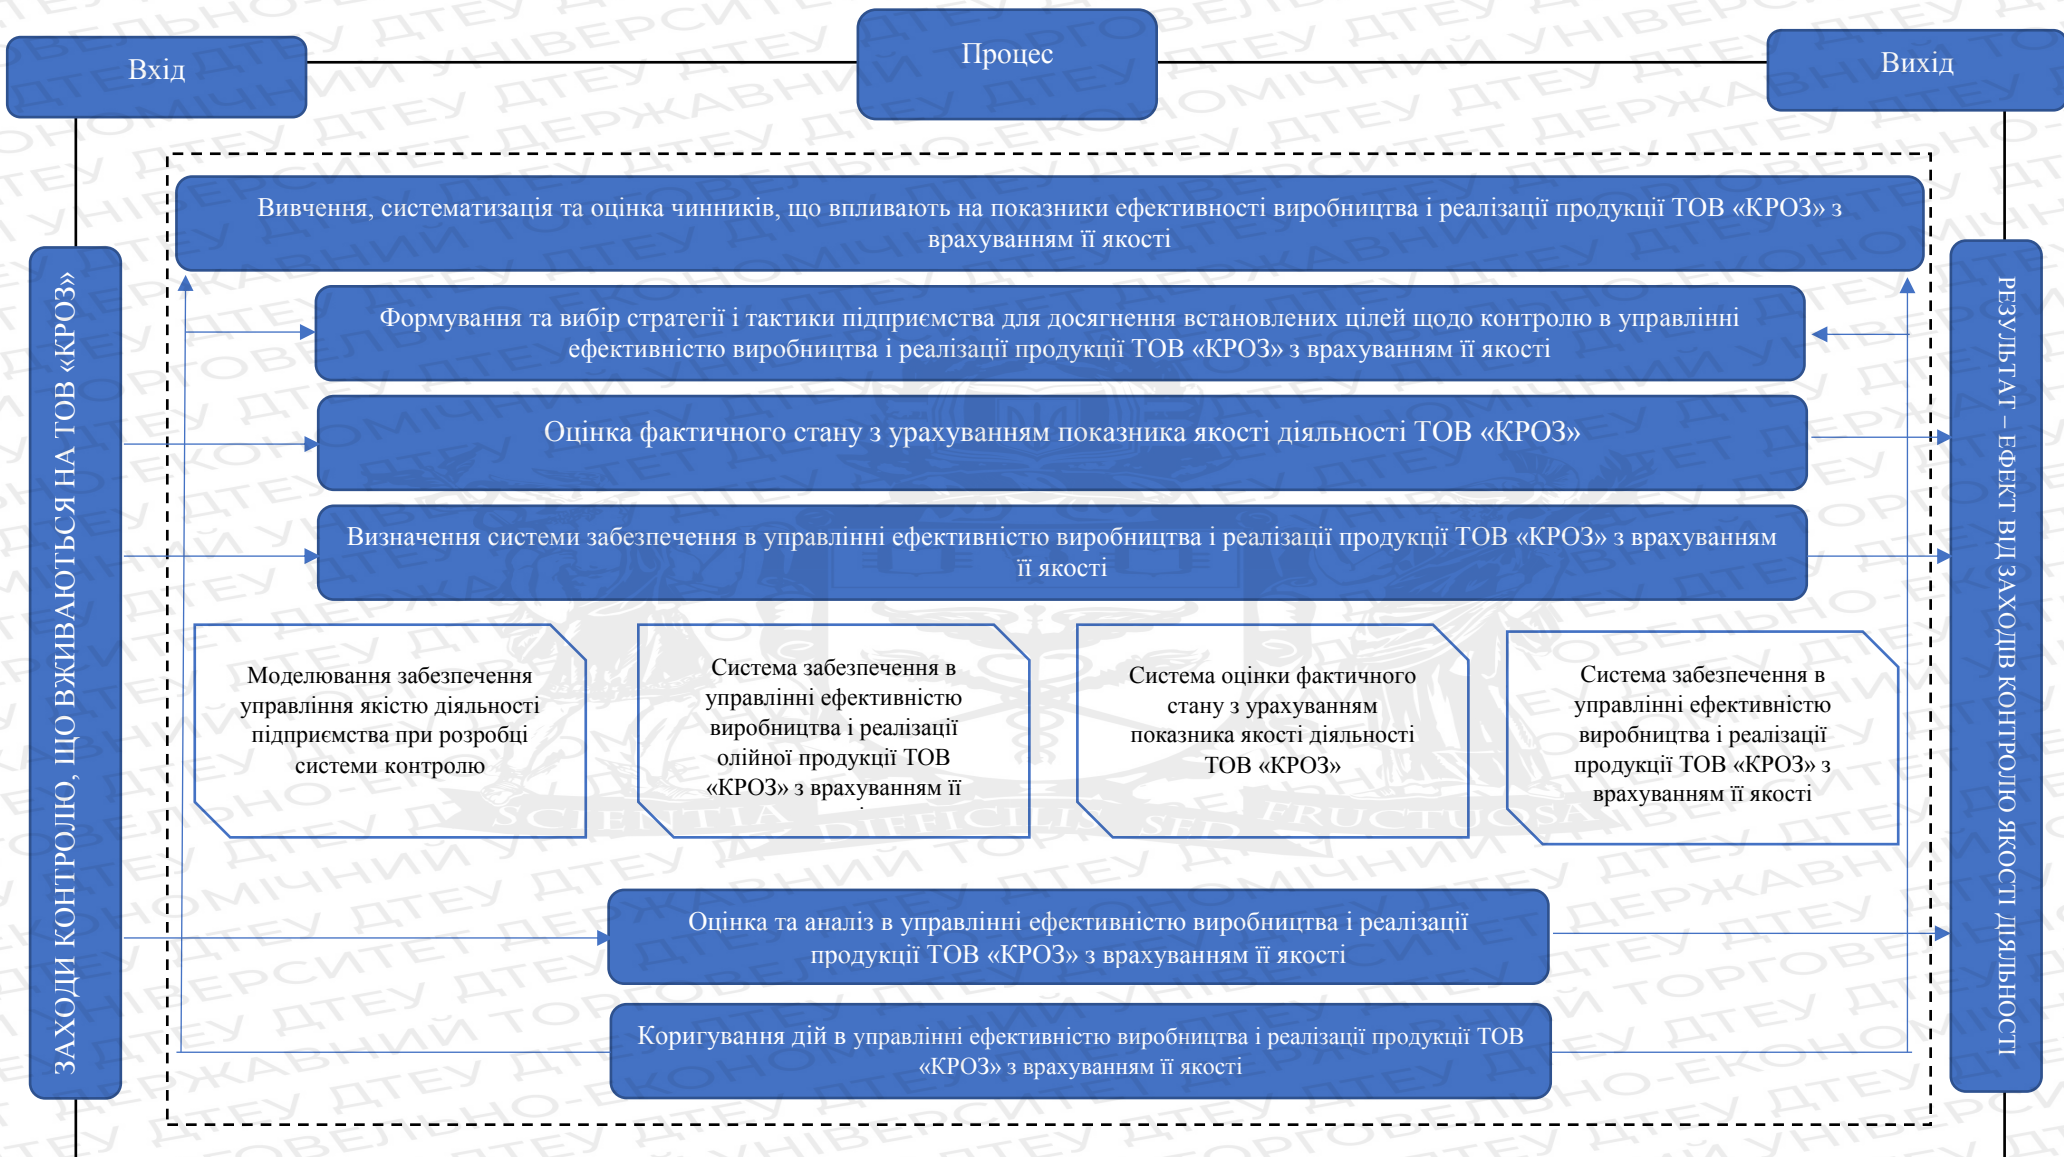 Вхід
Процес
Вихід
ЗАХОДИ КОНТРОЛЮ, ЩО ВЖИВАЮТЬСЯ НА ТОВ «КРОЗ»
Вивчення, систематизація та оцінка чинників, що впливають на показники ефективності виробництва і реалізації продукції ТОВ «КРОЗ» з
врахуванням її якості
Формування та вибір стратегії і тактики підприємства для досягнення встановлених цілей щодо контролю в управлінні
ефективністю виробництва і реалізації продукції ТОВ «КРОЗ» з врахуванням її якості
Оцінка фактичного стану з урахуванням показника якості діяльності ТОВ «КРОЗ»
Визначення системи забезпечення в управлінні ефективністю виробництва і реалізації продукції ТОВ «КРОЗ» з врахуванням
її якості
Моделювання забезпечення
управління якістю діяльності
підприємства при розробці
системи контролю
Система забезпечення в
управлінні ефективністю
виробництва і реалізації
олійної продукції ТОВ
«КРОЗ» з врахуванням її
Система оцінки фактичного
стану з урахуванням
показника якості діяльності
ТОВ «КРОЗ»
Система забезпечення в
управлінні ефективністю
виробництва і реалізації
продукції ТОВ «КРОЗ» з
врахуванням її якості
SCIENTIA DIFFICILIS SED FRUCTUOSA
Оцінка та аналіз в управлінні ефективністю виробництва і реалізації
продукції ТОВ «КРОЗ» з врахуванням її якості
Коригування дій в управлінні ефективністю виробництва і реалізації продукції ТОВ
«КРОЗ» з врахуванням її якості
РЕЗУЛЬТАТ – ЕФЕКТ ВІД ЗАХОДІВ КОНТРОЛЮ ЯКОСТІ ДІЯЛЬНОСТІ